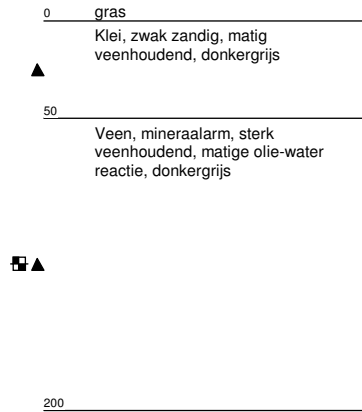 0 gras
Klei, zwak zandig, matig
veenhoudend, donkergrijs
50
Veen, mineraalarm, sterk
veenhoudend, matige olie-water
reactie, donkergrijs
200